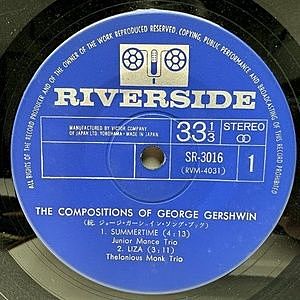 ALL RIGHTS OF THE RECORD PRODUCER AND OF THE OWNER OF THE WORK REPRODUCED RESERVED. COPYING, PUBLIC PERFORMANCE AND BROADCASTING OF THIS RECORD PROHIBITED
RIVERSIDE
MANUFACTURED BY VICTOR COMPANY
OF JAPAN LTD. YOKOHAMA • MADE IN JAPAN
33 1/3
STEREO
SR-3016
(RVM-4031)
1
THE COMPOSITIONS OF GEORGE GERSHWIN
(続.ジョージ・ガーシュイン・ソング・ブック)
1. SUMMERTIME (4:13)
Junior Mance Trio
2. LIZA (3:11)
Thelonious Monk Trio